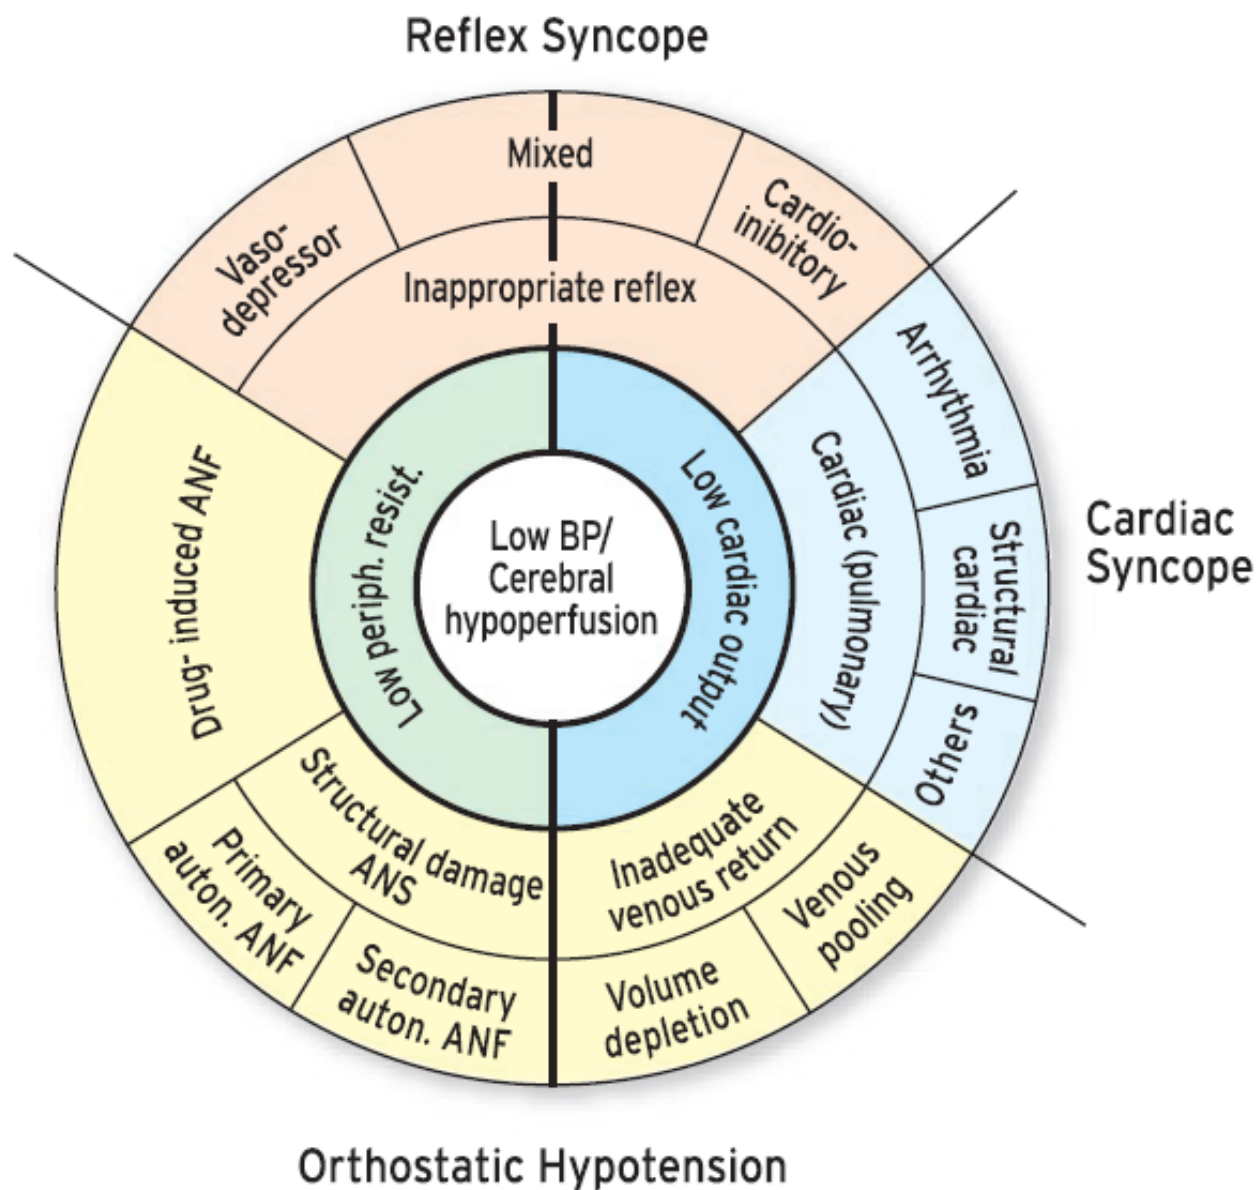 Reflex Syncope
Mixed
Vaso-
depressor
Cardio-
inibitory
Inappropriate reflex
Arrhythmia
Structural
cardiac
Others
Cardiac (pulmonary)
Cardiac
Syncope
Low periph. resist.
Low cardiac output
Low BP/
Cerebral
hypoperfusion
Drug- induced ANF
Structural damage
ANS
Primary
auton. ANF
Secondary
auton. ANF
Inadequate
venous return
Volume
depletion
Venous
pooling
Orthostatic Hypotension